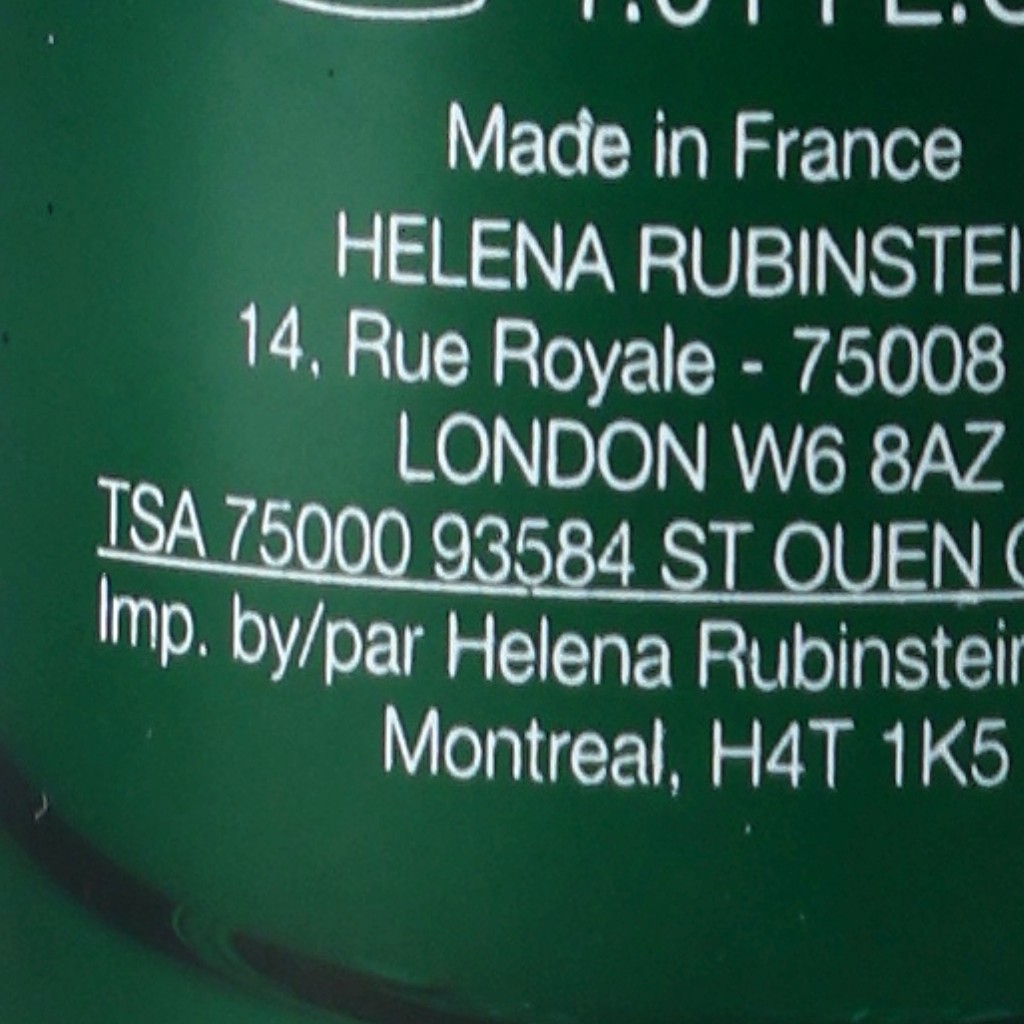 Made in France
HELENA RUBINSTEI
14, Rue Royale - 75008
LONDON W6 8AZ
TSA 75000 93584 ST OUEN
Imp. by/par Helena Rubinstein
Montreal, H4T 1K5